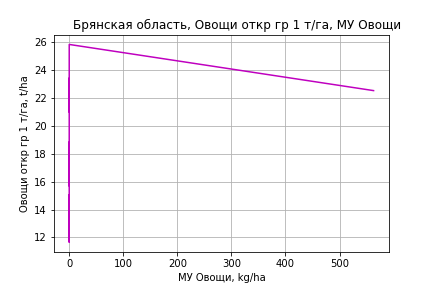 Брянская область, Овощи откр гр 1 т/га, МУ Овощи
Овощи откр гр 1 т/га, t/ha
26
24
22
20
18
16
14
12
0 100 200 300 400 500
МУ Овощи, kg/ha